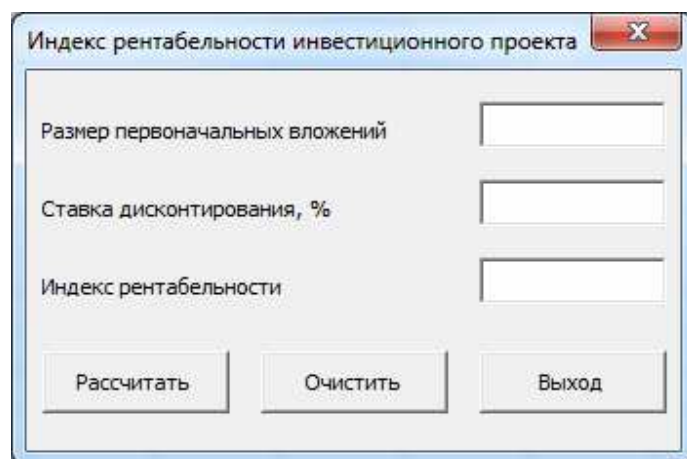 Индекс рентабельности инвестиционного проекта
Размер первоначальных вложений
Ставка дисконтирования, %
Индекс рентабельности
Рассчитать Очистить Выход